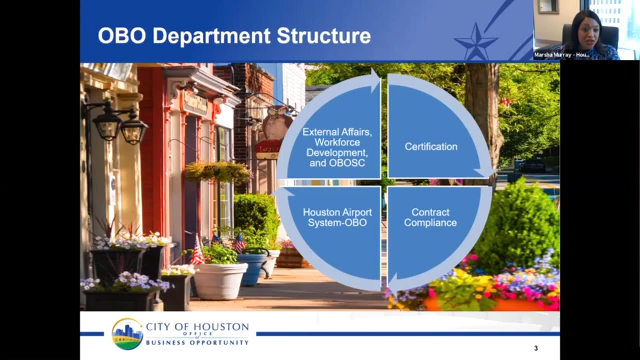 OBO Department Structure
Marsha Murray - Hou...
External Affairs,
Workforce
Development,
and OBOSC
Certification
Houston Airport
System-OBO
Contract
Compliance
CITY OF HOUSTON
OFFICE
OF
BUSINESS OPPORTUNITY
3